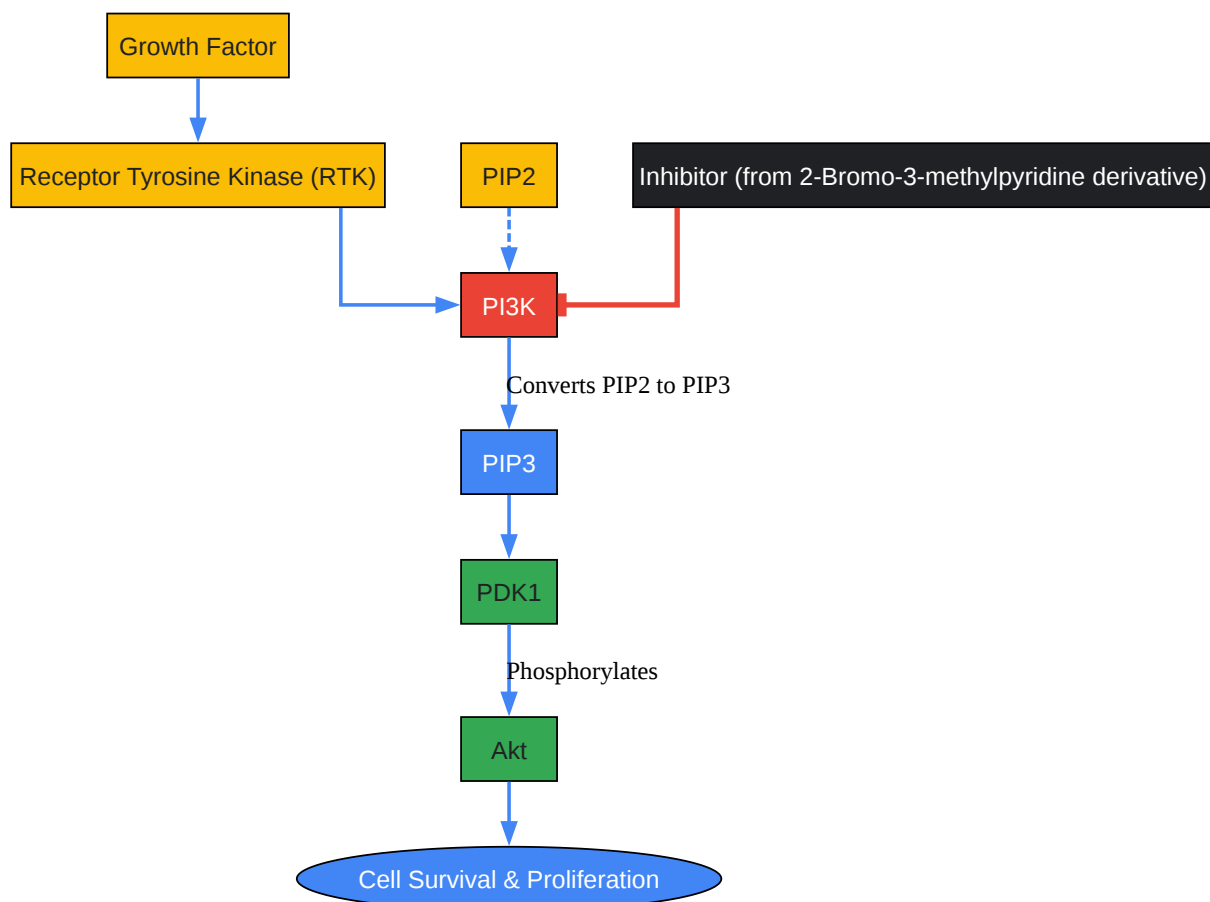 Growth Factor
Receptor Tyrosine Kinase (RTK)
PIP2
Inhibitor (from 2-Bromo-3-methylpyridine derivative)
PI3K
Converts PIP2 to PIP3
PIP3
PDK1
Phosphorylates
Akt
Cell Survival & Proliferation